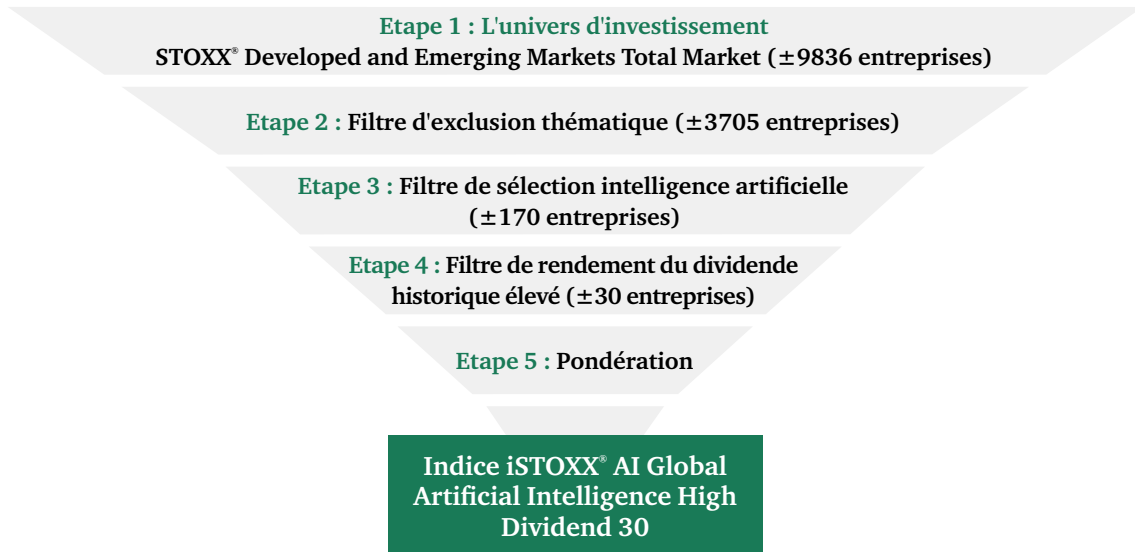 Etape 1 : L'univers d'investissement
STOXX® Developed and Emerging Markets Total Market (±9836 entreprises)
Etape 2 : Filtre d'exclusion thématique (±3705 entreprises)
Etape 3 : Filtre de sélection intelligence artificielle
(±170 entreprises)
Etape 4 : Filtre de rendement du dividende
historique élevé (±30 entreprises)
Etape 5 : Pondération
Indice iSTOXX® AI Global
Artificial Intelligence High
Dividend 30